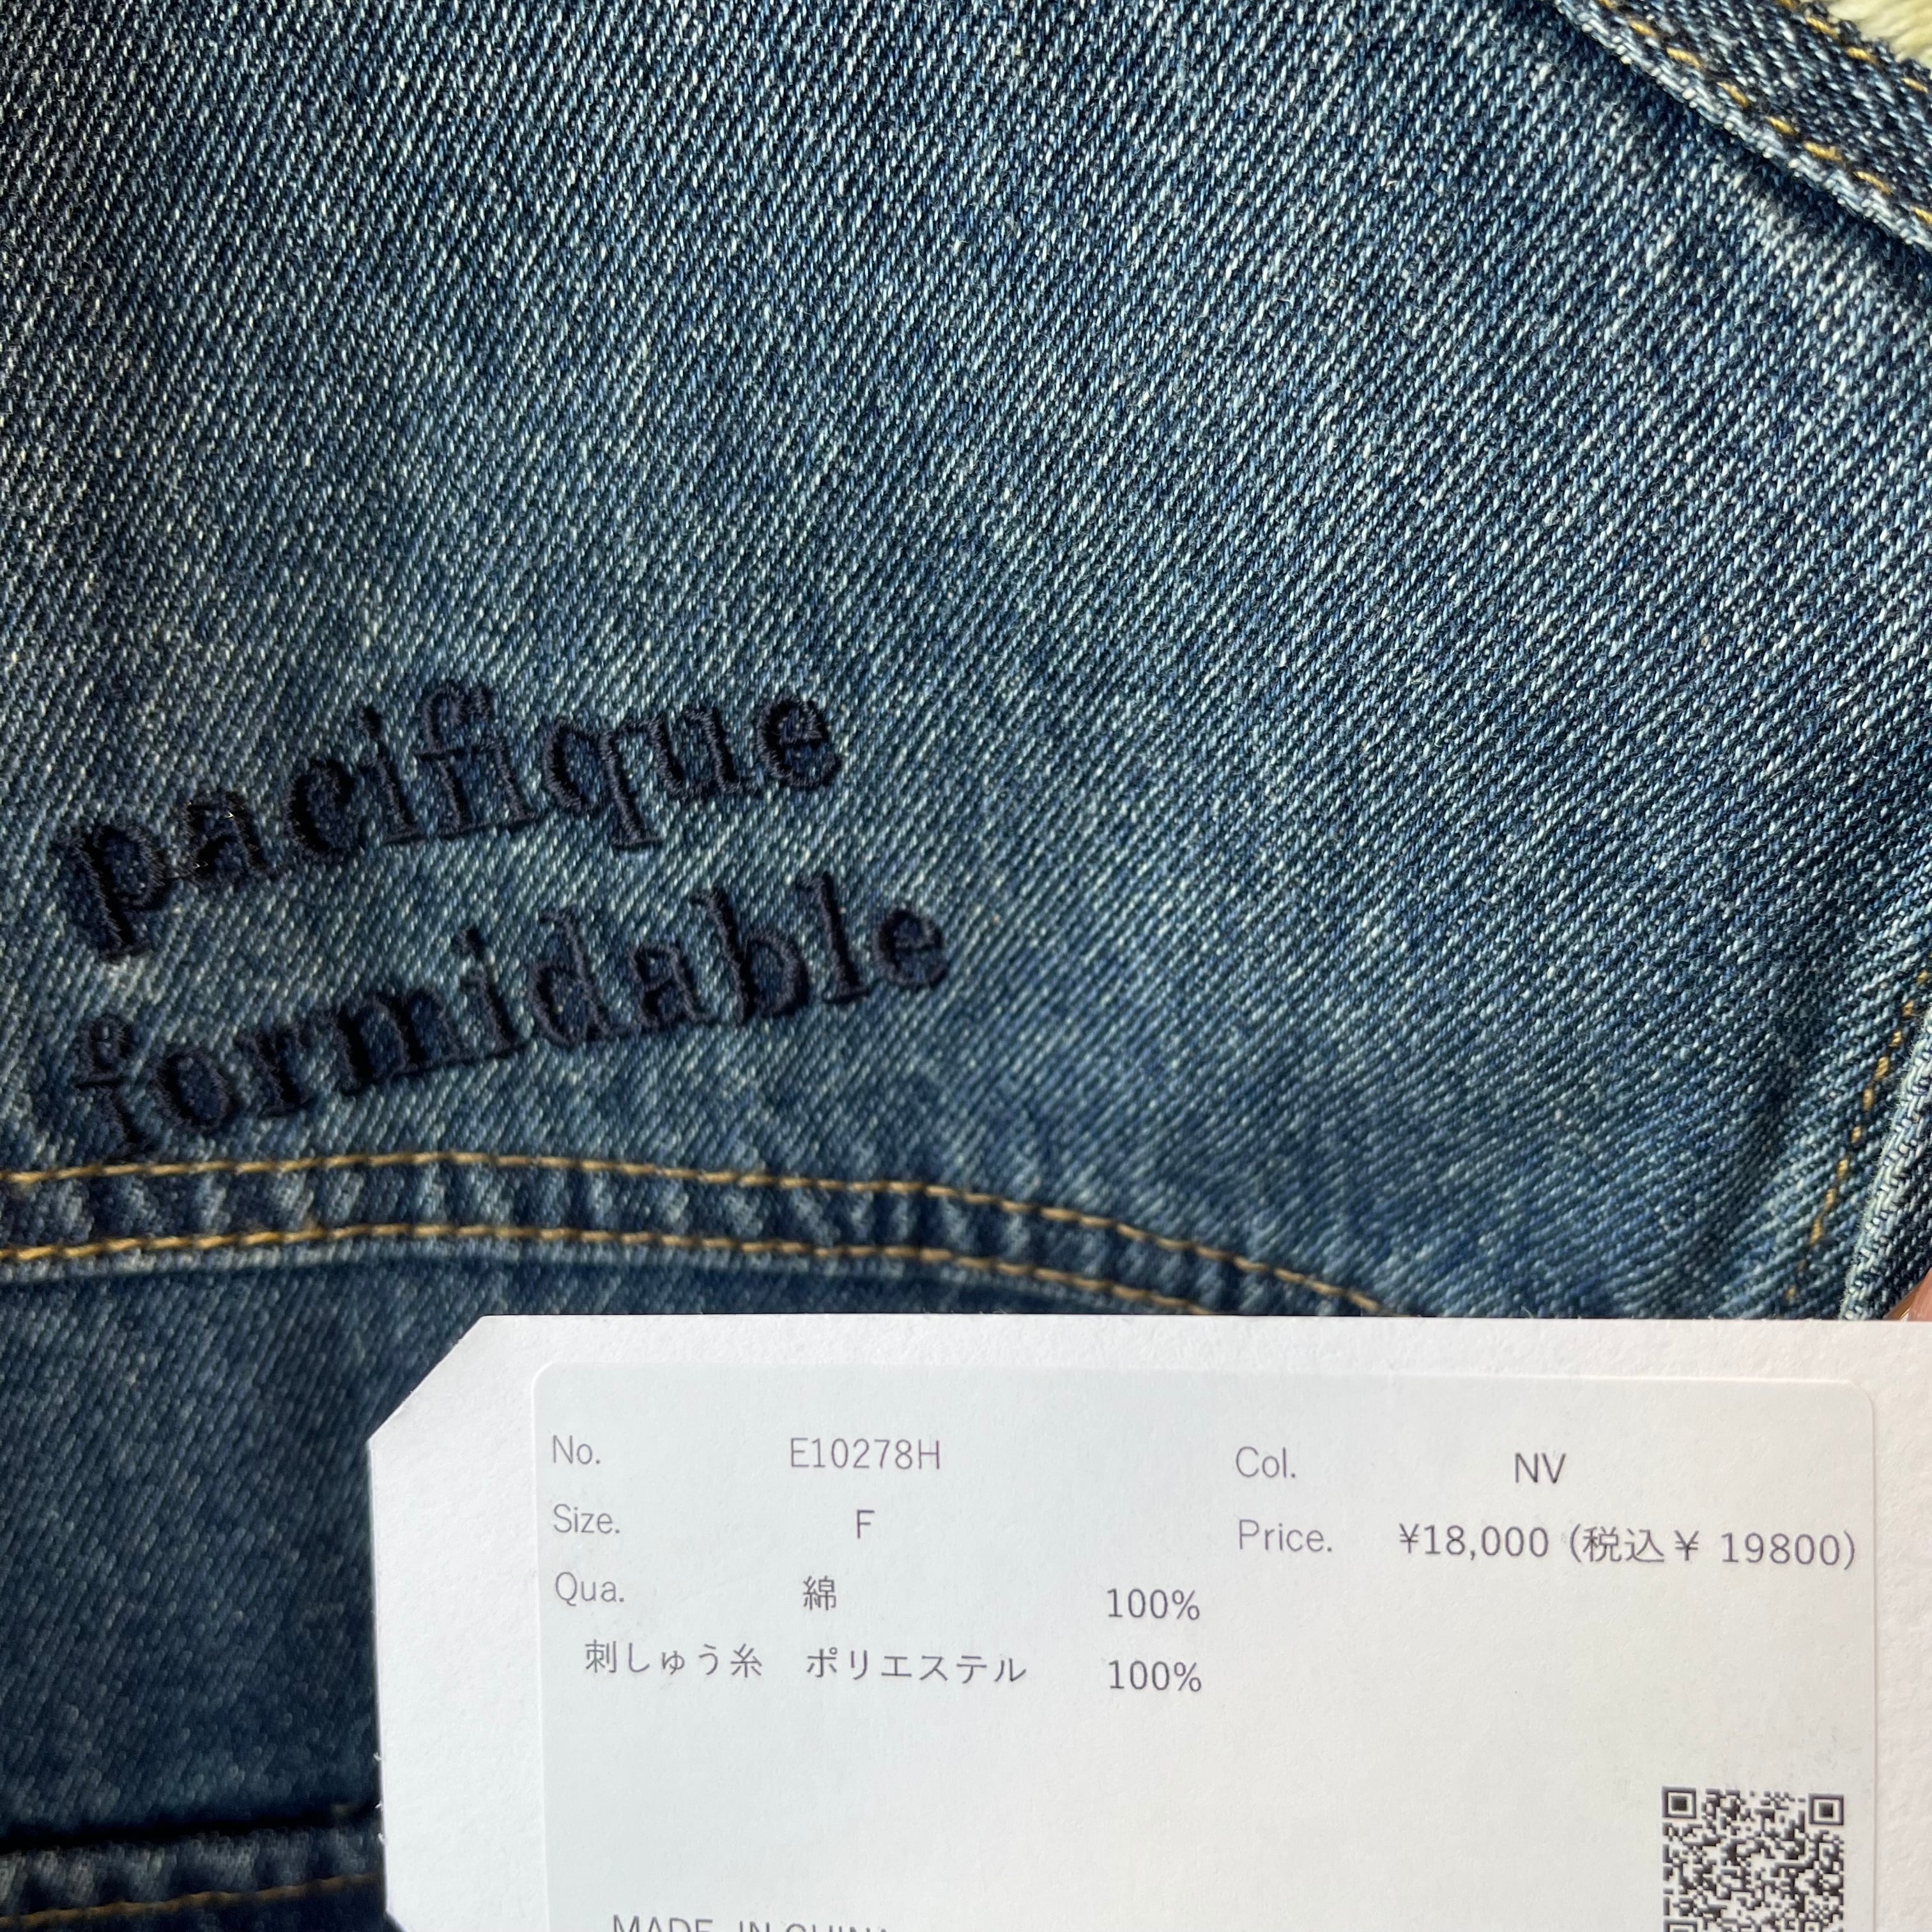 pacifique
formidable
No. E10278H Col. NV
Size. F Price. ¥18,000 (税込¥ 19800)
Qua. 綿 100%
刺しゅう糸 ポリエステル 100%
MADE IN CHINA